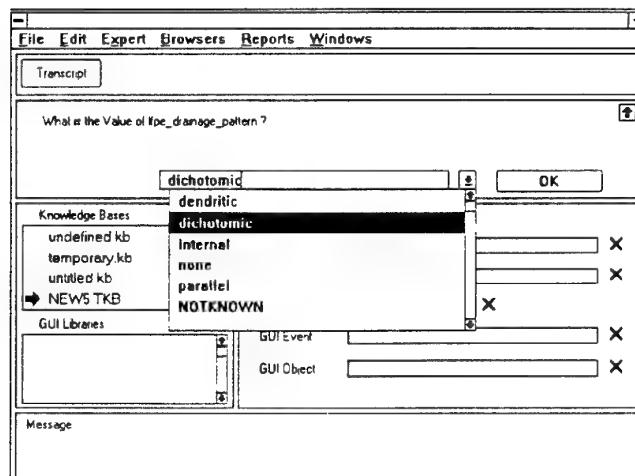 File Edit Expert Browsers Reports Windows
Transcript
What is the Value of lfpe_drainage_pattern ?
dichotomic
OK
dendritic
dichotomic
internal
none
parallel
NOTKNOWN
Knowledge Bases
undefined.kb
temporary.kb
untitled.kb
NEW5.TKB
GUI Libraries
GUI Event
GUI Object
Message